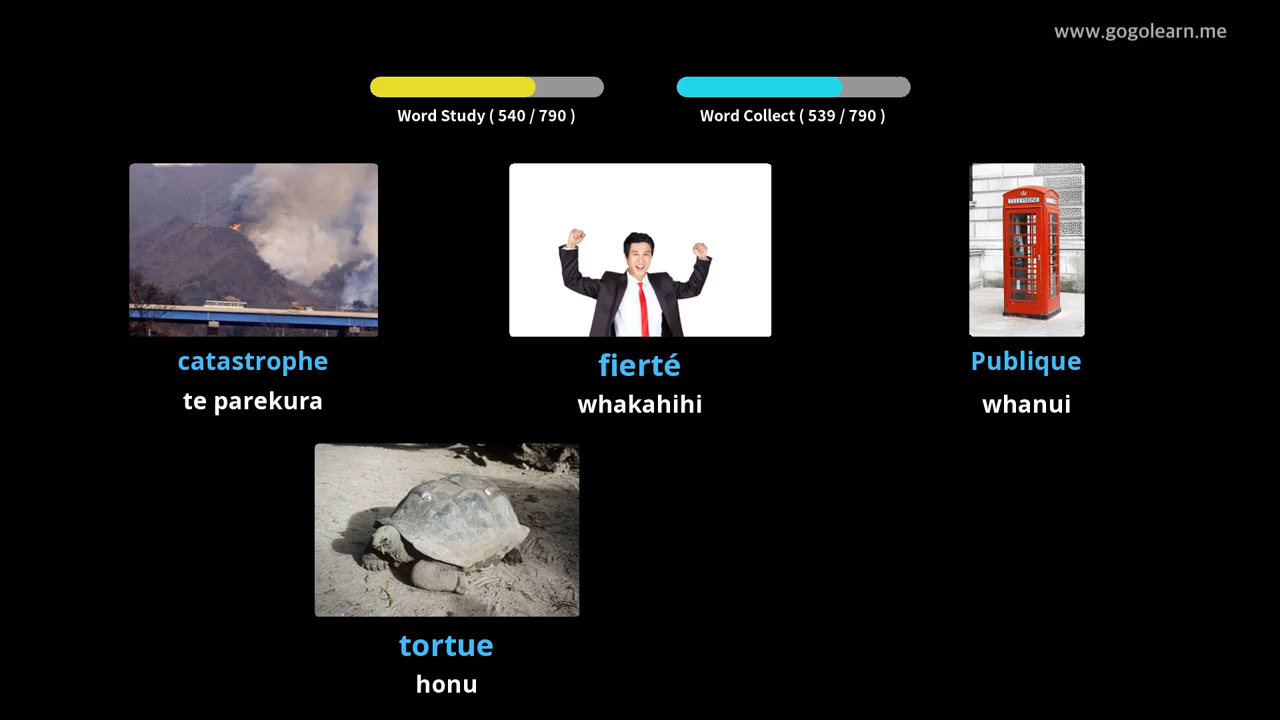 www.gogolearn.me
Word Study ( 540 / 790 )
Word Collect ( 539 / 790 )
TELEPHONE
catastrophe
te parekura
fierté
whakahihi
Publique
whanui
tortue
honu